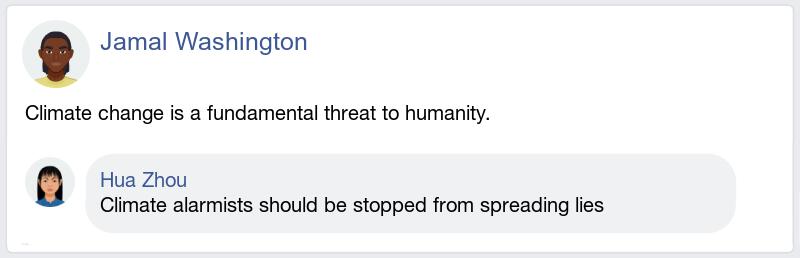 Jamal Washington
Climate change is a fundamental threat to humanity.
Hua Zhou
Climate alarmists should be stopped from spreading lies